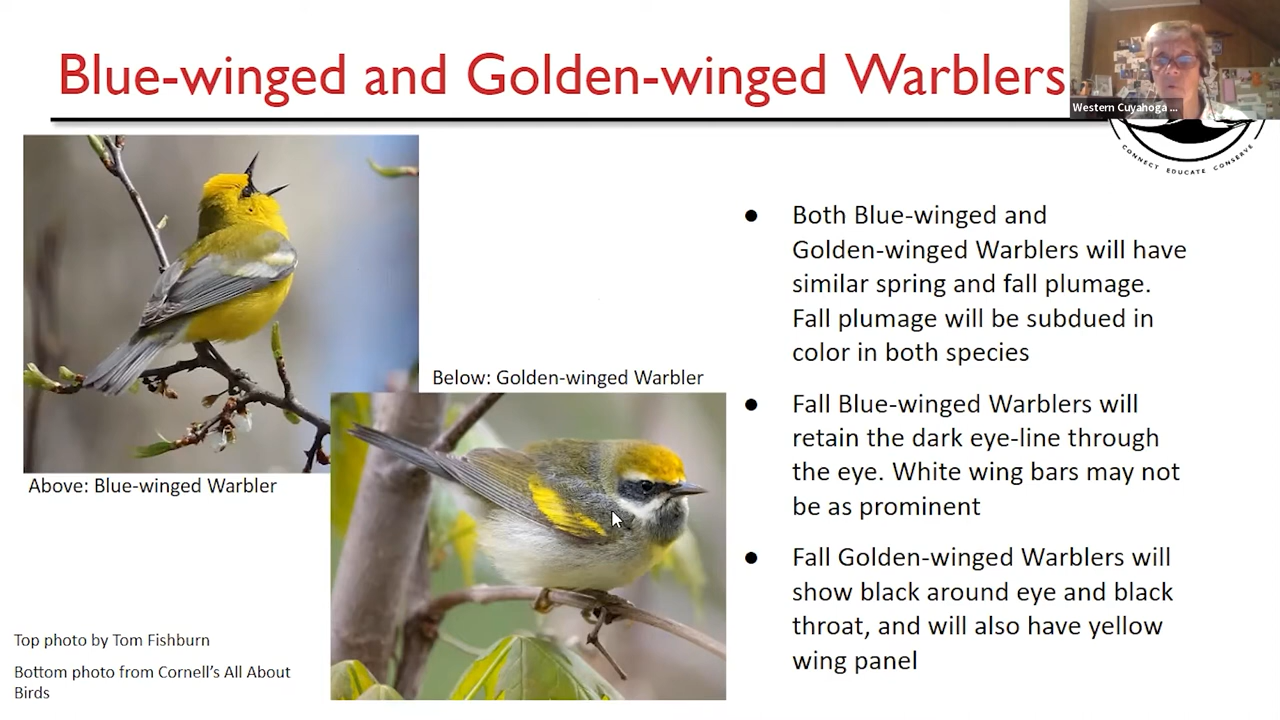 Blue-winged and Golden-winged Warblers
Western Cuyahoga ...
CONNECT EDUCATE CONSERVE
Below: Golden-winged Warbler
Above: Blue-winged Warbler
Top photo by Tom Fishburn
Bottom photo from Cornell's All About
Birds
● Both Blue-winged and
Golden-winged Warblers will have
similar spring and fall plumage.
Fall plumage will be subdued in
color in both species
● Fall Blue-winged Warblers will
retain the dark eye-line through
the eye. White wing bars may not
be as prominent
● Fall Golden-winged Warblers will
show black around eye and black
throat, and will also have yellow
wing panel